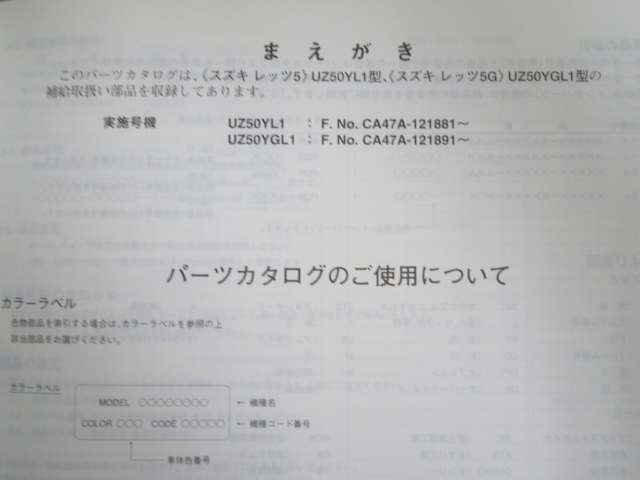 まえがき
このパーツカタログは、《スズキ レッツ5》UZ50YL1型、《スズキ レッツ5G》UZ50YGL1型の
補給取扱い部品を収録してあります。
実施号機 UZ50YL1 : F. No. CA47A-121881〜
UZ50YGL1 : F. No. CA47A-121891〜
パーツカタログのご使用について
カラーラベル
色物部品を索引する場合は、カラーラベルを参照の上
該当部品をお選びください。
カラーラベル
MODEL ○○○○○○○○ ← 機種名
COLOR ○○○ CODE ○○○○○ ← 機種コード番号
車体色番号